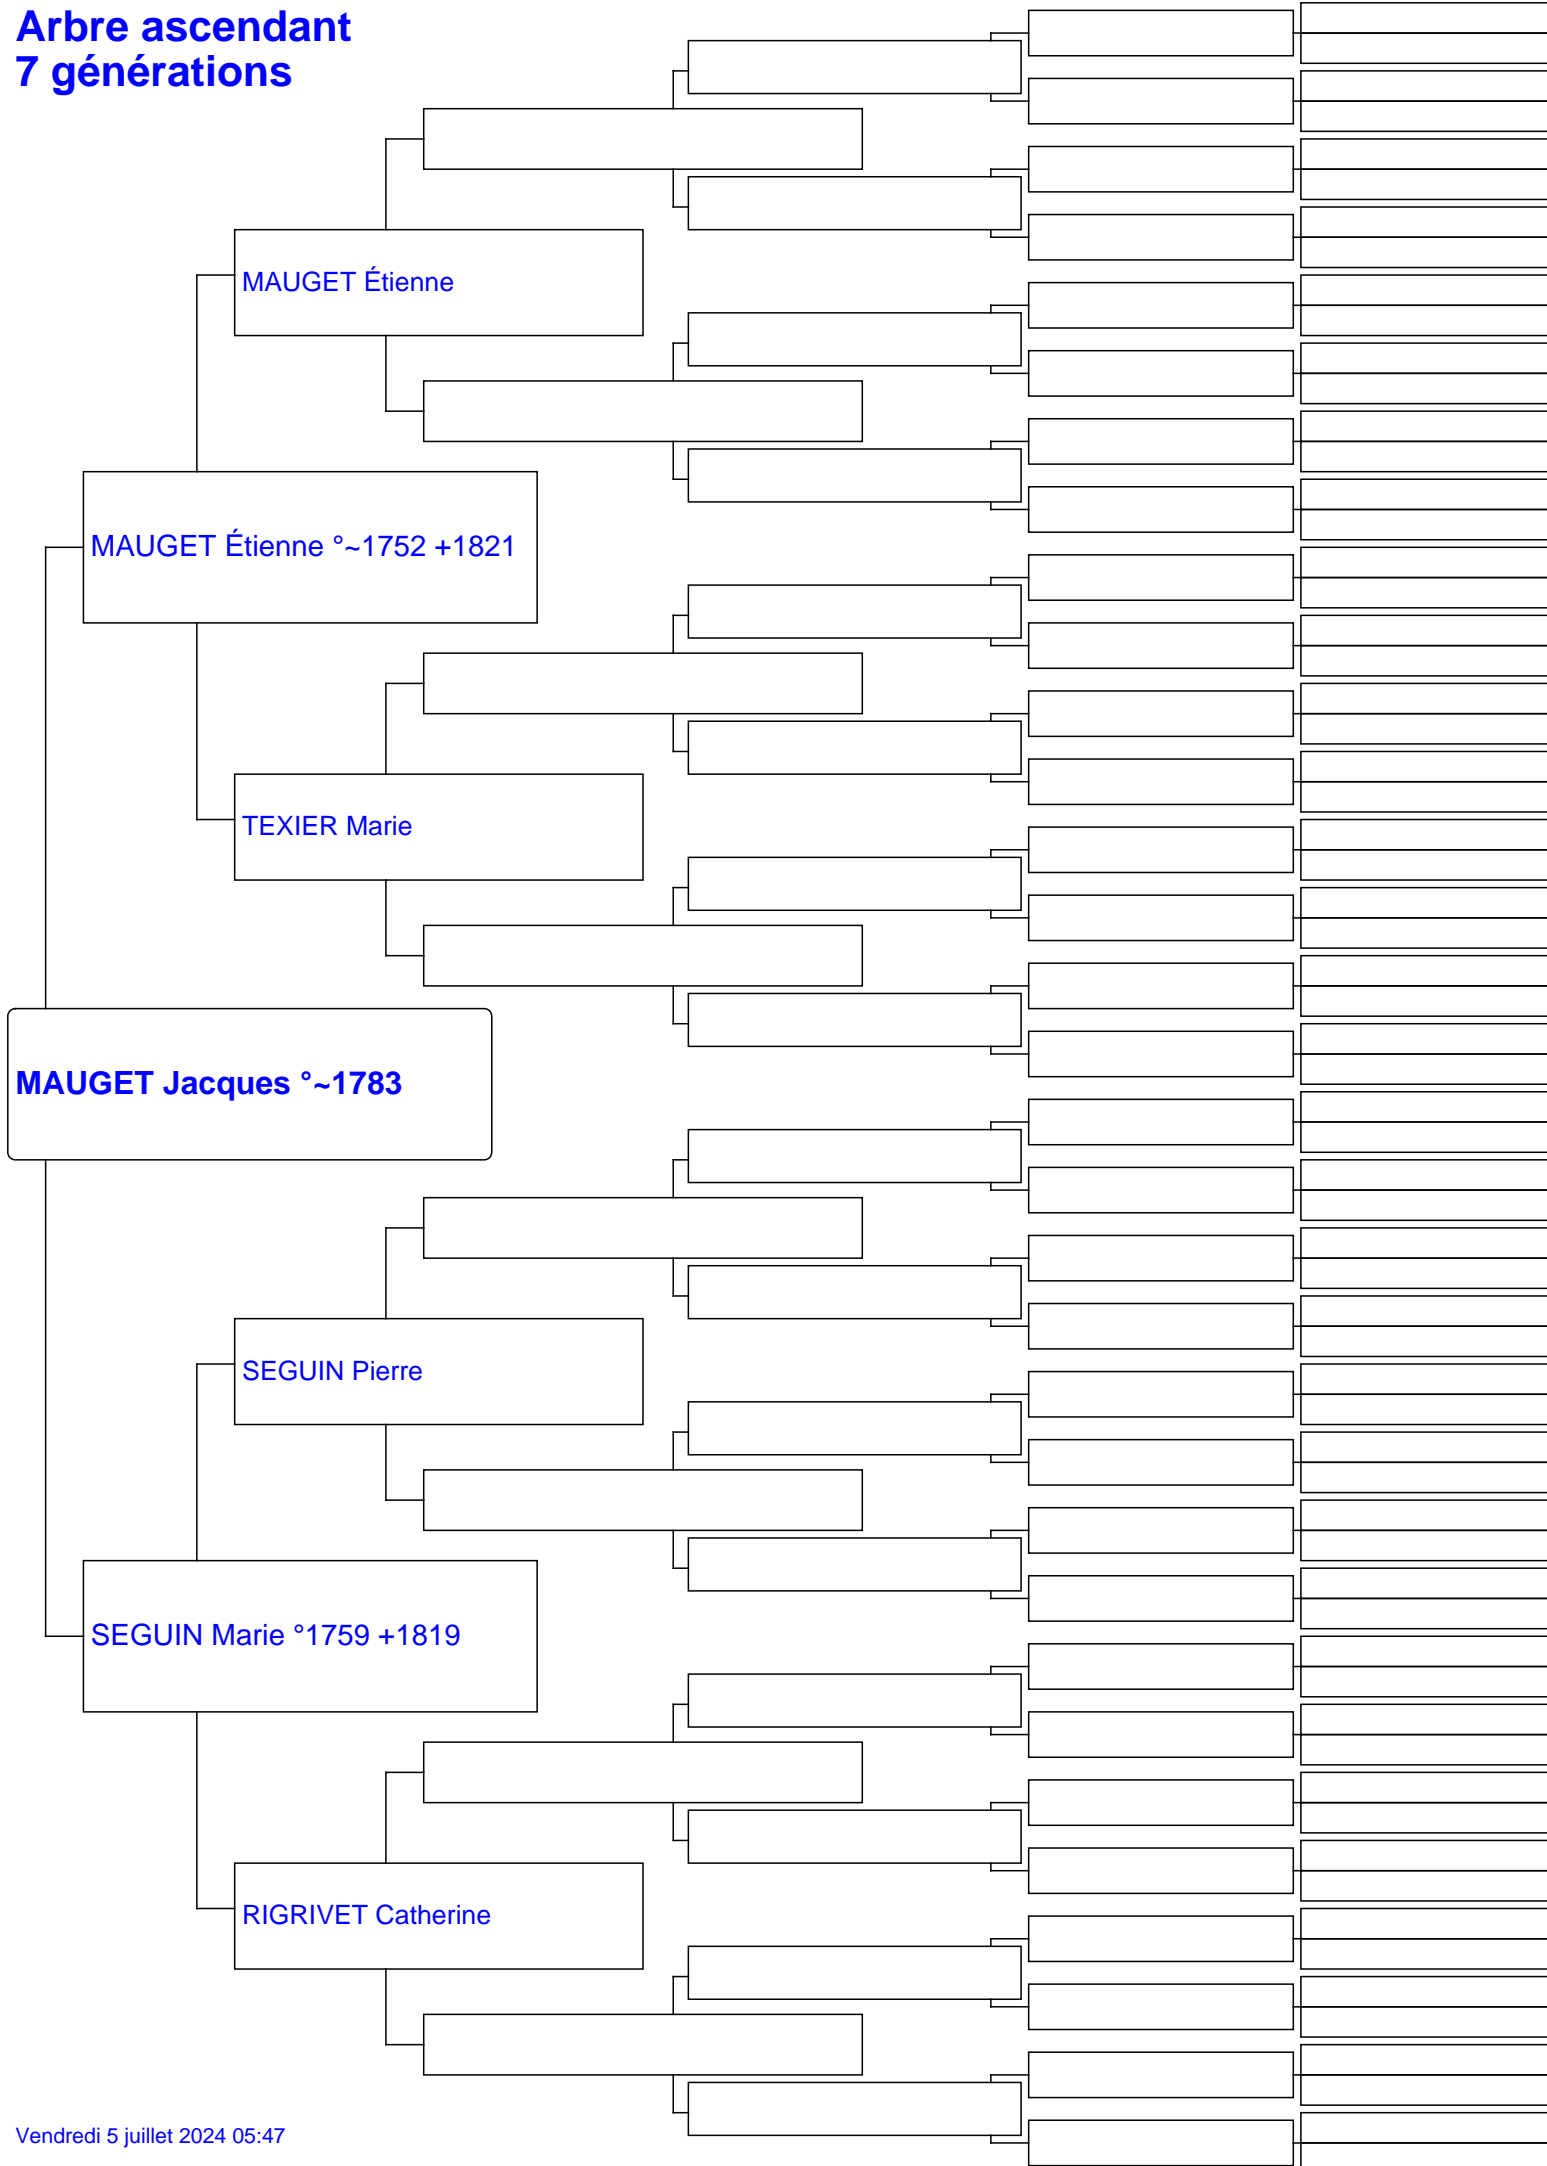 Arbre ascendant
7 générations
MAUGET Étienne
MAUGET Étienne °~1752 +1821
TEXIER Marie
MAUGET Jacques °~1783
SEGUIN Pierre
SEGUIN Marie °1759 +1819
RIGRIVET Catherine
Vendredi 5 juillet 2024 05:47